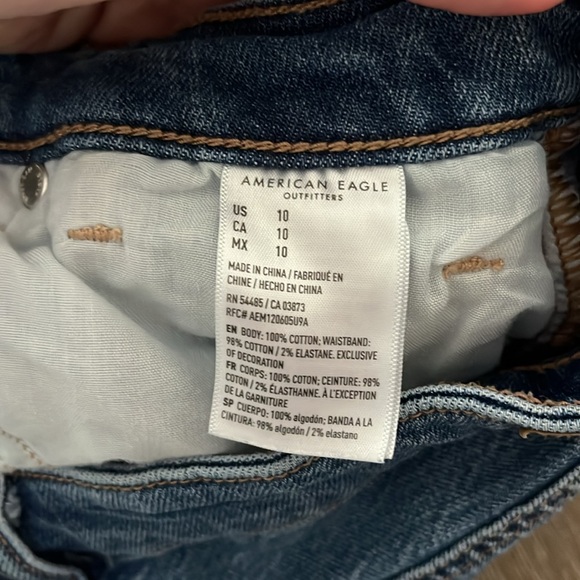 AMERICAN EAGLE
OUTFITTERS
US 10
CA 10
MX 10
MADE IN CHINA / FABRIQUÉ EN
CHINE / HECHO EN CHINA
RN 54485 / CA 03873
RFC# AEM120605U9A
EN BODY: 100% COTTON; WAISTBAND:
98% COTTON / 2% ELASTANE. EXCLUSIVE
OF DECORATION
FR CORPS: 100% COTON; CEINTURE: 98%
COTON / 2% ÉLASTHANNE. À L'EXCEPTION
DE LA GARNITURE
SP CUERPO: 100% algodón; BANDA A LA
CINTURA: 98% algodón / 2% elastano